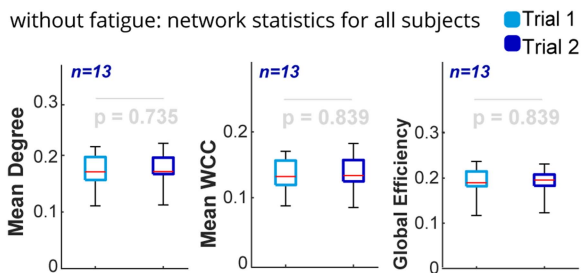 without fatigue: network statistics for all subjects
Trial 1
Trial 2
n=13
p = 0.735
Mean Degree
0.3
0.2
0.1
0
n=13
p = 0.839
Mean WCC
0.2
0.1
0
n=13
p = 0.839
Global Efficiency
0.3
0.2
0.1
0